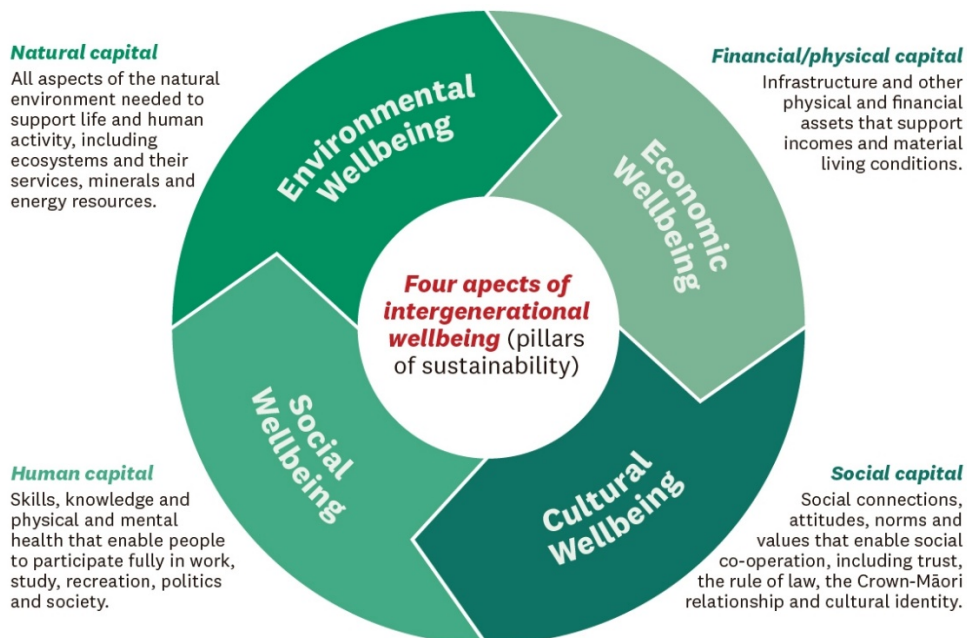 Natural capital
All aspects of the natural
environment needed to
support life and human
activity, including
ecosystems and their
services, minerals and
energy resources.
Environmental
Wellbeing
Economic
Wellbeing
Financial/physical capital
Infrastructure and other
physical and financial
assets that support
incomes and material
living conditions.
Four apects of
intergenerational
wellbeing (pillars
of sustainability)
Human capital
Skills, knowledge and
physical and mental
health that enable people
to participate fully in work,
study, recreation, politics
and society.
Social
Wellbeing
Cultural
Wellbeing
Social capital
Social connections,
attitudes, norms and
values that enable social
co-operation, including trust,
the rule of law, the Crown-Māori
relationship and cultural identity.